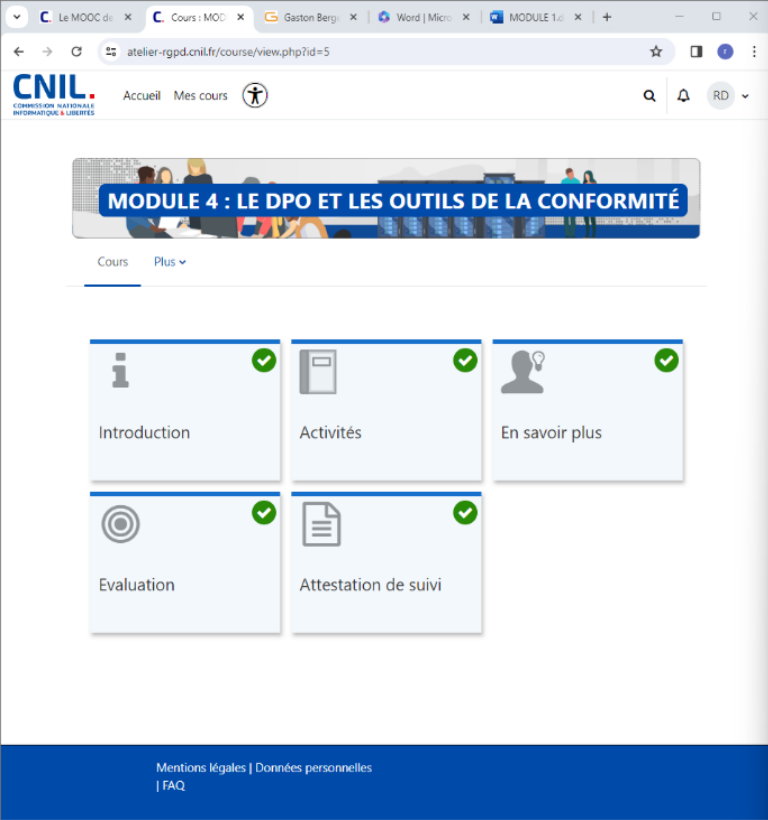 Le MOOC de
Cours : MOD
Gaston Berge
Word | Micro
MODULE 1.d
atelier-rgpd.cnil.fr/course/view.php?id=5
r
CNIL.
COMMISSION NATIONALE
INFORMATIQUE & LIBERTÉS
Accueil
Mes cours
RD
MODULE 4 : LE DPO ET LES OUTILS DE LA CONFORMITÉ
Cours
Plus
Introduction
Activités
En savoir plus
Evaluation
Attestation de suivi
Mentions légales | Données personnelles
| FAQ